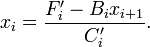 x_i = \frac{F'_i - B_i x_{i+1}}{C'_i}.